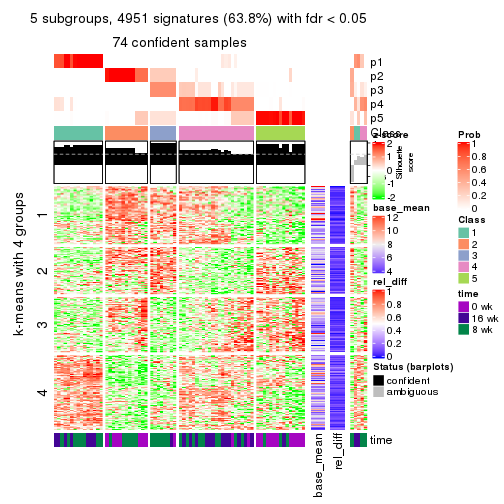 5 subgroups, 4951 signatures (63.8%) with fdr < 0.05
74 confident samples
p1
p2
p3
p4
p5
Class
Silhouette
score
k-means with 4 groups
1
2
3
4
time
base_mean
rel_diff
z-score
2
1
0
-1
-2
base_mean
12
10
8
6
4
rel_diff
1
0.8
0.6
0.4
0.2
0
Status (barplots)
confident
ambiguous
Prob
1
0.8
0.6
0.4
0.2
0
Class
1
2
3
4
5
time
0 wk
16 wk
8 wk